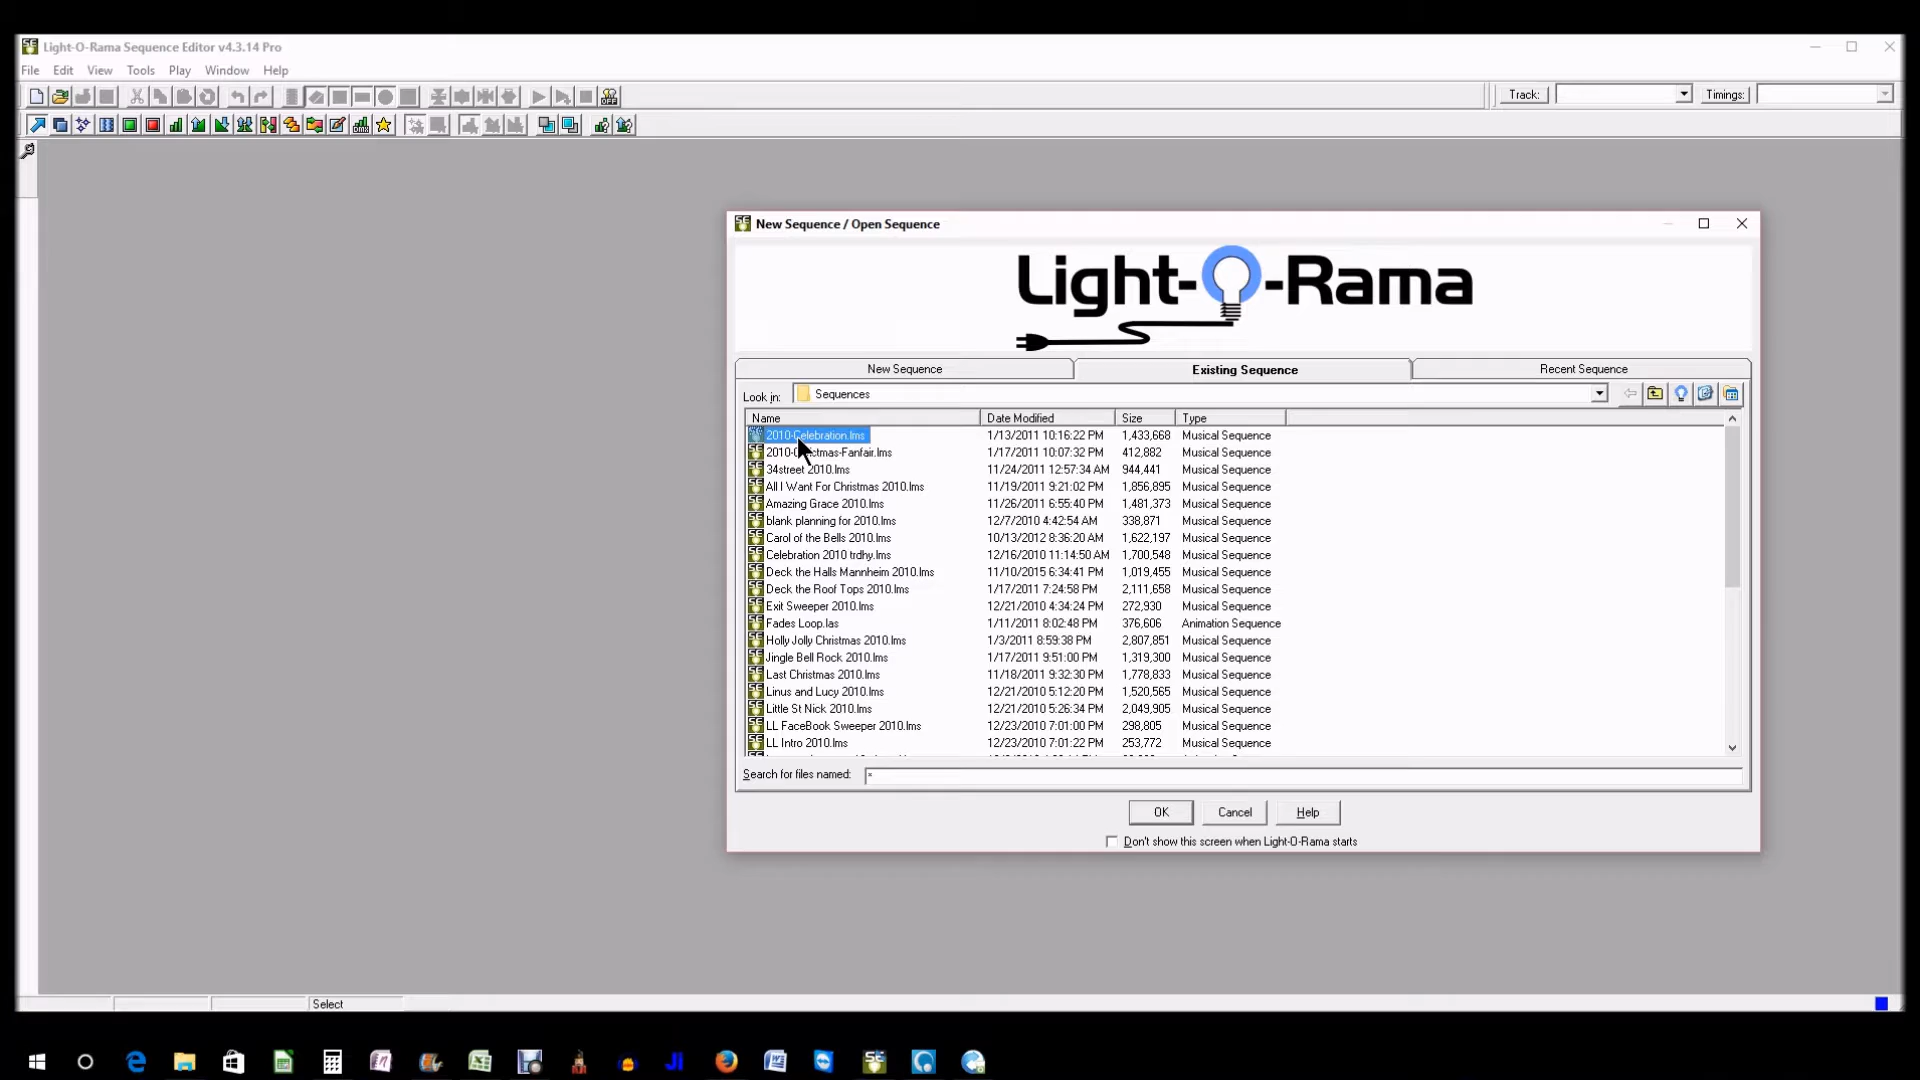 Light-O-Rama Sequence Editor v4.3.14 Pro
File Edit View Tools Play Window Help
Track: Timings:
New Sequence / Open Sequence
Light-O-Rama
New Sequence Existing Sequence Recent Sequence
Look in: Sequences
Name Date Modified Size Type
2010-Celebration.lms 1/13/2011 10:16:22 PM 1,433,668 Musical Sequence
1/17/2011 10:07:32 PM 412,882 Musical Sequence
34street 2010.lms 11/24/2011 12:57:34 AM 944,441 Musical Sequence
All I Want For Christmas 2010.lms 11/19/2011 9:21:02 PM 1,856,895 Musical Sequence
Amazing Grace 2010.lms 11/26/2011 6:55:40 PM 1,481,373 Musical Sequence
blank planning for 2010.lms 12/7/2010 4:42:54 AM 338,871 Musical Sequence
Carol of the Bells 2010.lms 10/13/2012 8:36:20 AM 1,622,197 Musical Sequence
Celebration 2010 trdhy.lms 12/16/2010 11:14:50 AM 1,700,548 Musical Sequence
Deck the Halls Mannheim 2010.lms 11/10/2015 6:34:41 PM 1,019,455 Musical Sequence
Deck the Roof Tops 2010.lms 1/17/2011 7:24:58 PM 2,111,658 Musical Sequence
Exit Sweeper 2010.lms 12/21/2010 4:34:24 PM 272,930 Musical Sequence
Fades Loop.las 1/11/2011 8:02:48 PM 376,606 Animation Sequence
Holly Jolly Christmas 2010.lms 1/3/2011 8:59:38 PM 2,807,851 Musical Sequence
Jingle Bell Rock 2010.lms 1/17/2011 9:51:00 PM 1,319,300 Musical Sequence
Last Christmas 2010.lms 11/18/2011 9:32:30 PM 1,778,833 Musical Sequence
Linus and Lucy 2010.lms 12/21/2010 5:12:20 PM 1,520,565 Musical Sequence
Little St Nick 2010.lms 12/21/2010 5:26:34 PM 2,049,905 Musical Sequence
LL FaceBook Sweeper 2010.lms 12/23/2010 7:01:00 PM 298,805 Musical Sequence
LL Intro 2010.lms 12/23/2010 7:01:22 PM 253,772 Musical Sequence
Search for files named: *
OK Cancel Help
Don't show this screen when Light-O-Rama starts
Select